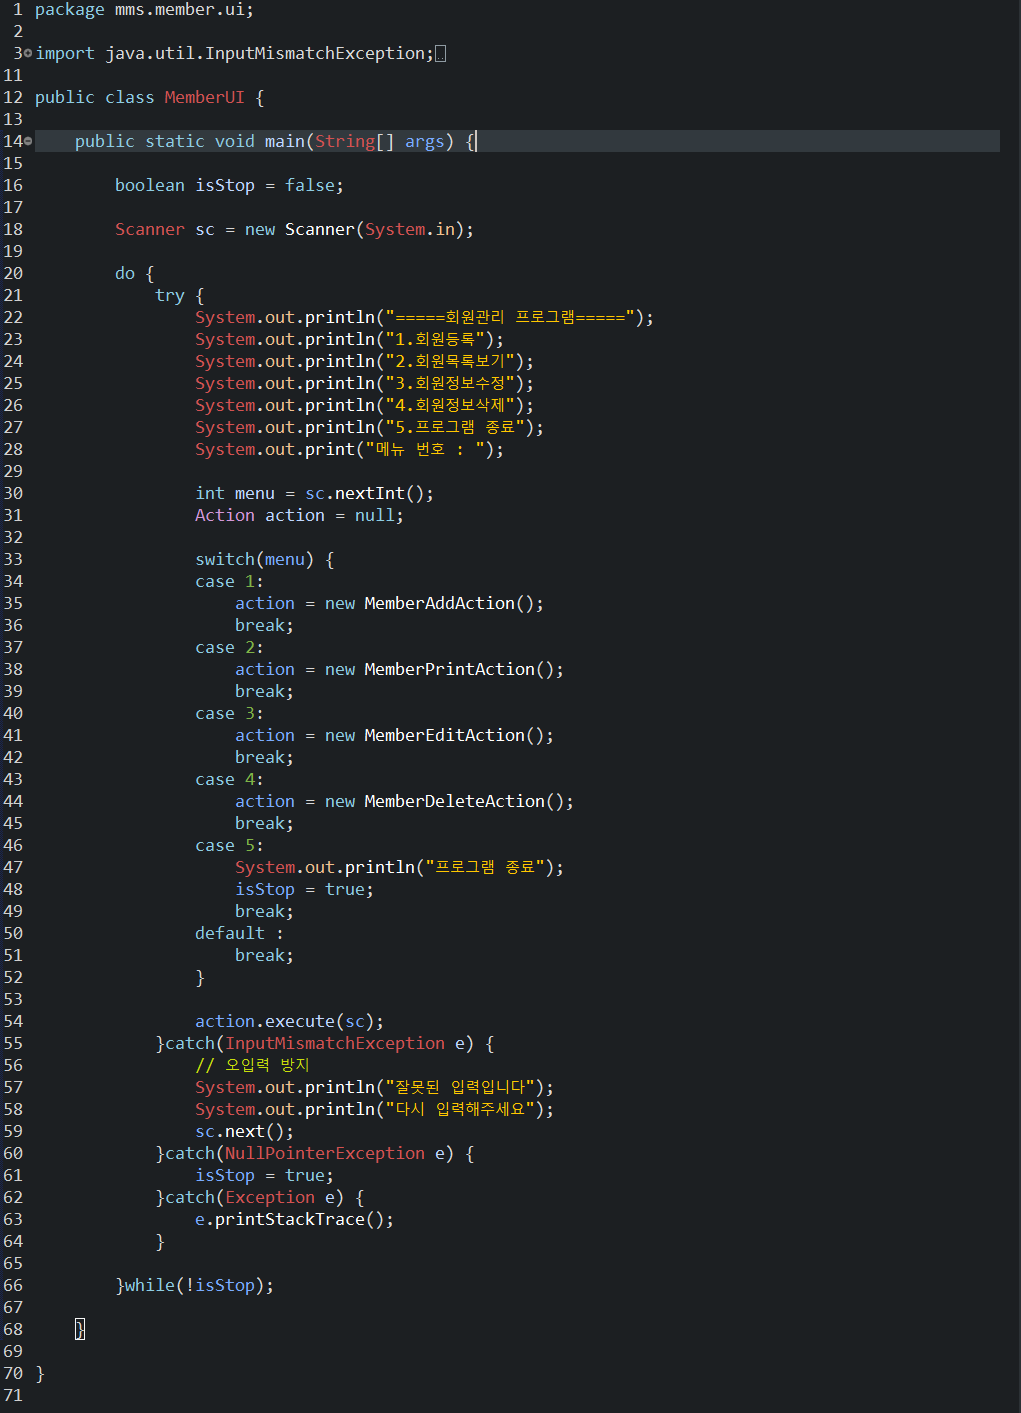 1 package mms.member.ui;
2
3 import java.util.InputMismatchException;
11
12 public class MemberUI {
13
14     public static void main(String[] args) {
15
16         boolean isStop = false;
17
18         Scanner sc = new Scanner(System.in);
19
20         do {
21             try {
22                 System.out.println("=====회원관리 프로그램=====");
23                 System.out.println("1.회원등록");
24                 System.out.println("2.회원목록보기");
25                 System.out.println("3.회원정보수정");
26                 System.out.println("4.회원정보삭제");
27                 System.out.println("5.프로그램 종료");
28                 System.out.print("메뉴 번호 : ");
29
30                 int menu = sc.nextInt();
31                 Action action = null;
32
33                 switch(menu) {
34                 case 1:
35                     action = new MemberAddAction();
36                     break;
37                 case 2:
38                     action = new MemberPrintAction();
39                     break;
40                 case 3:
41                     action = new MemberEditAction();
42                     break;
43                 case 4:
44                     action = new MemberDeleteAction();
45                     break;
46                 case 5:
47                     System.out.println("프로그램 종료");
48                     isStop = true;
49                     break;
50                 default :
51                     break;
52                 }
53
54                 action.execute(sc);
55             }catch(InputMismatchException e) {
56                 // 오입력 방지
57                 System.out.println("잘못된 입력입니다");
58                 System.out.println("다시 입력해주세요");
59                 sc.next();
60             }catch(NullPointerException e) {
61                 isStop = true;
62             }catch(Exception e) {
63                 e.printStackTrace();
64             }
65
66         }while(!isStop);
67
68     }
69
70 }
71